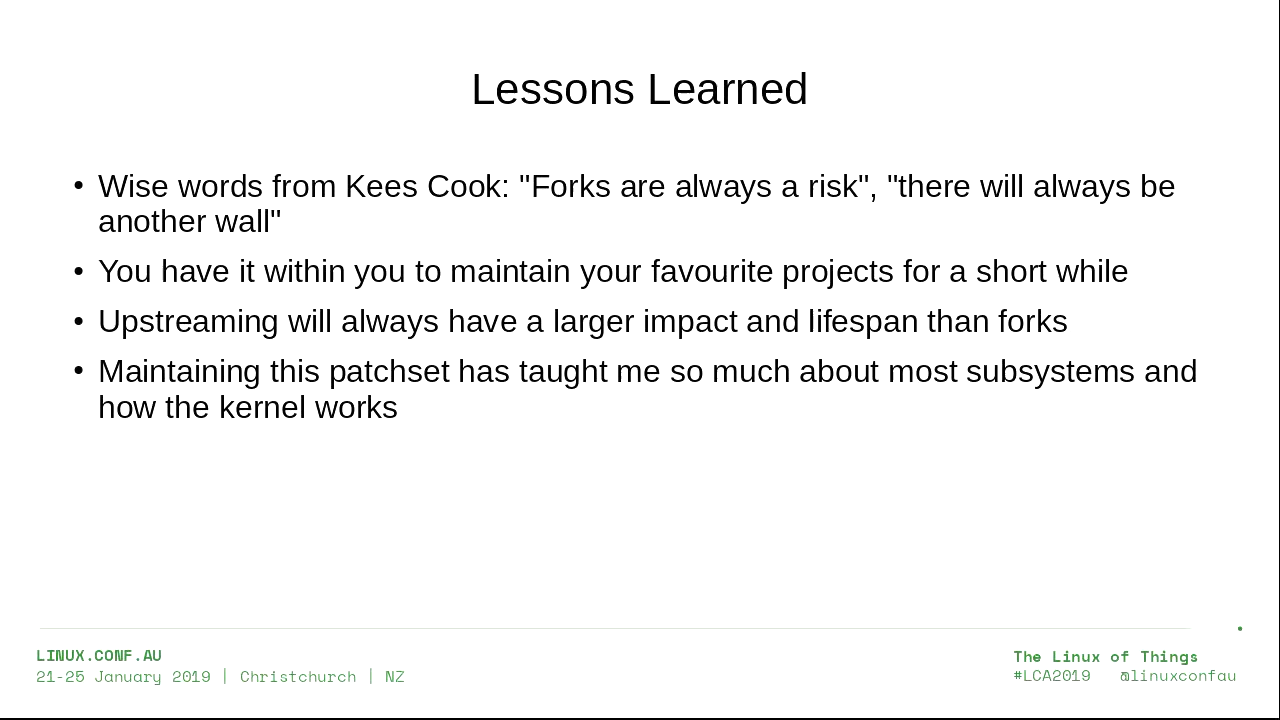 Lessons Learned
• Wise words from Kees Cook: "Forks are always a risk", "there will always be
another wall"
• You have it within you to maintain your favourite projects for a short while
• Upstreaming will always have a larger impact and lifespan than forks
• Maintaining this patchset has taught me so much about most subsystems and
how the kernel works
LINUX.CONF.AU
21-25 January 2019 | Christchurch | NZ
The Linux of Things
#LCA2019 @linuxconfau